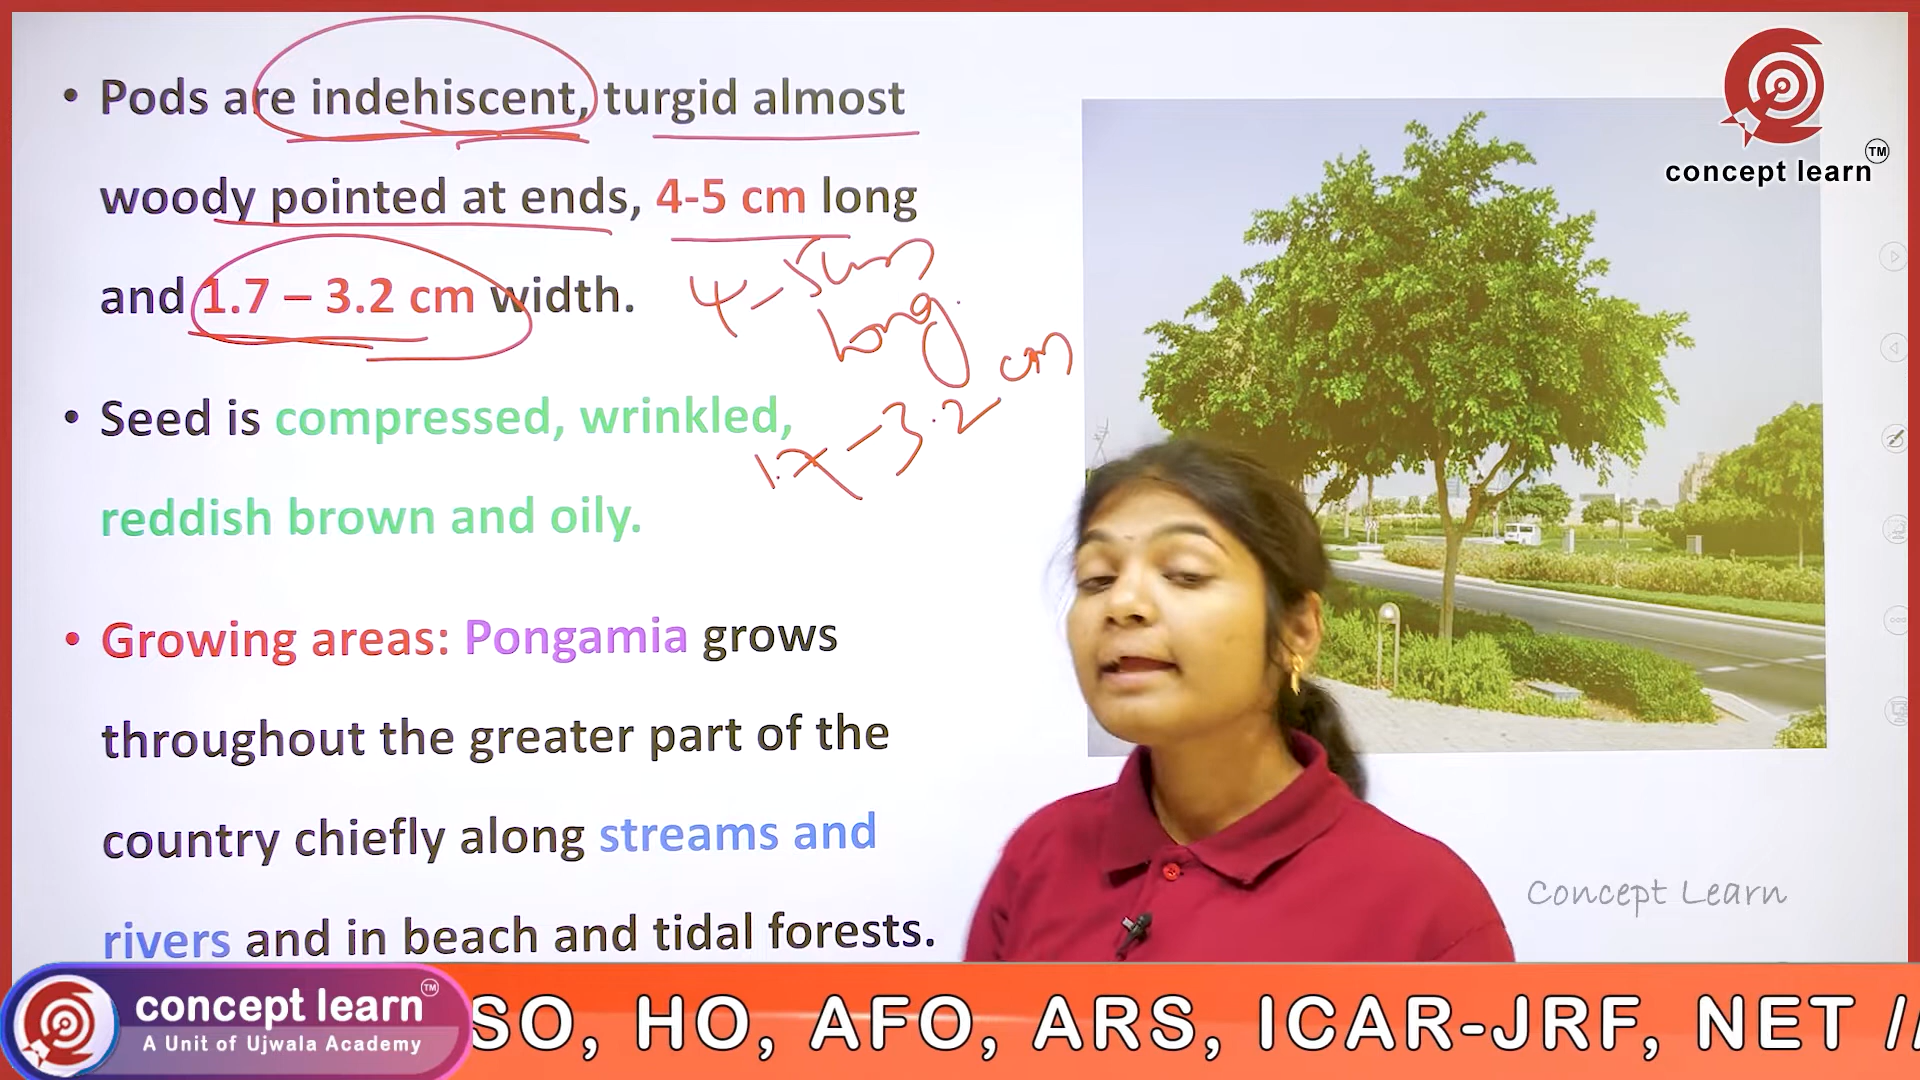 • Pods are indehiscent, turgid almost
woody pointed at ends, 4-5 cm long
and 1.7 – 3.2 cm width.
4-5cm
long.
1.7-3.2 cm
• Seed is compressed, wrinkled,
reddish brown and oily.
• Growing areas: Pongamia grows
throughout the greater part of the
country chiefly along streams and
rivers and in beach and tidal forests.
concept learn TM
Concept Learn
concept learn TM
A Unit of Ujwala Academy
SO, HO, AFO, ARS, ICAR-JRF, NET //